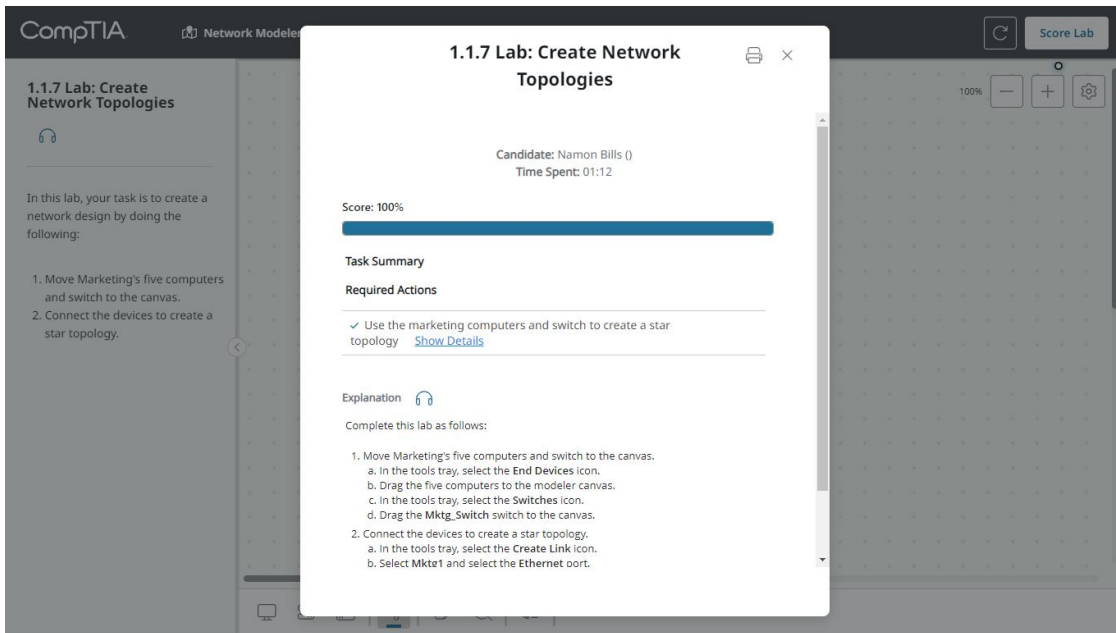 CompTIA
Network Modeler
Score Lab
1.1.7 Lab: Create
Network Topologies
In this lab, your task is to create a
network design by doing the
following:
1. Move Marketing's five computers
and switch to the canvas.
2. Connect the devices to create a
star topology.
100%
1.1.7 Lab: Create Network
Topologies
Candidate: Namon Bills ()
Time Spent: 01:12
Score: 100%
Task Summary
Required Actions
✓ Use the marketing computers and switch to create a star
topology Show Details
Explanation
Complete this lab as follows:
1. Move Marketing's five computers and switch to the canvas.
a. In the tools tray, select the End Devices icon.
b. Drag the five computers to the modeler canvas.
c. In the tools tray, select the Switches icon.
d. Drag the Mktg_Switch switch to the canvas.
2. Connect the devices to create a star topology.
a. In the tools tray, select the Create Link icon.
b. Select Mktg1 and select the Ethernet port.